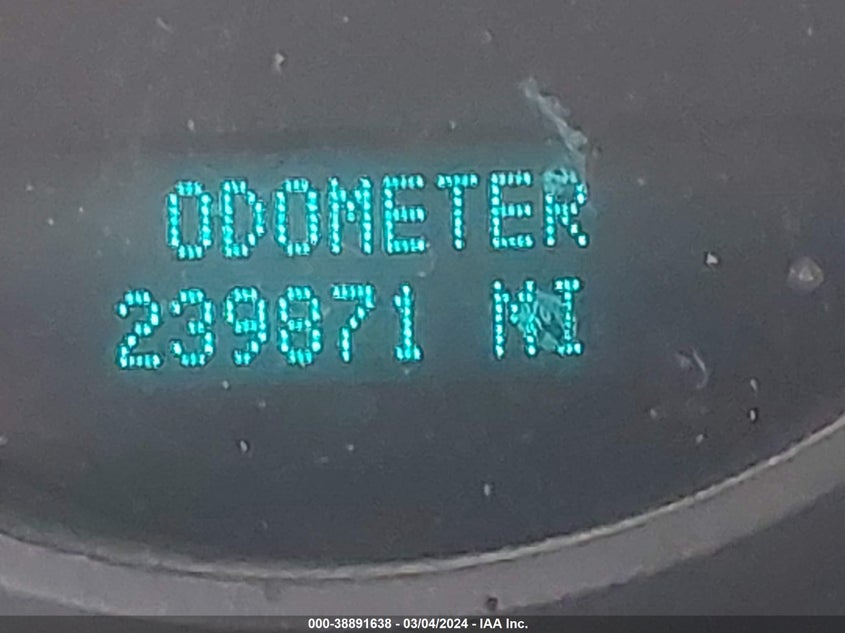 ODOMETER
239871 MI
000-38891638 - 03/04/2024 - IAA Inc.